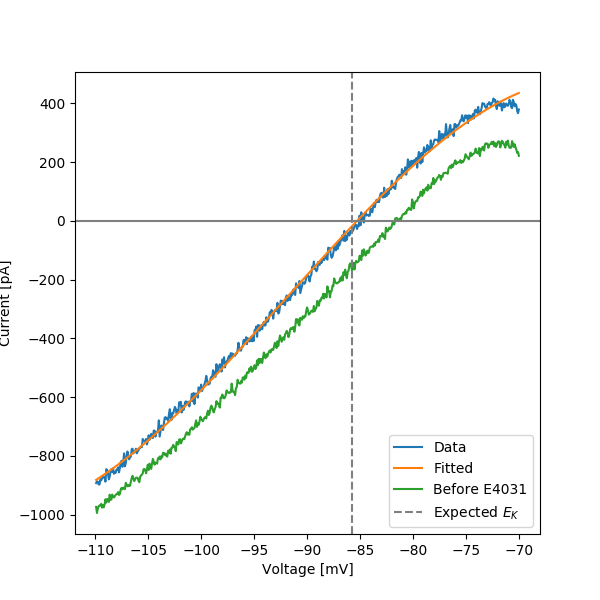 400
200
0
−200
−400
−600
−800
−1000
Current [pA]
−110 −105 −100 −95 −90 −85 −80 −75 −70
Voltage [mV]
Data
Fitted
Before E4031
Expected E_K